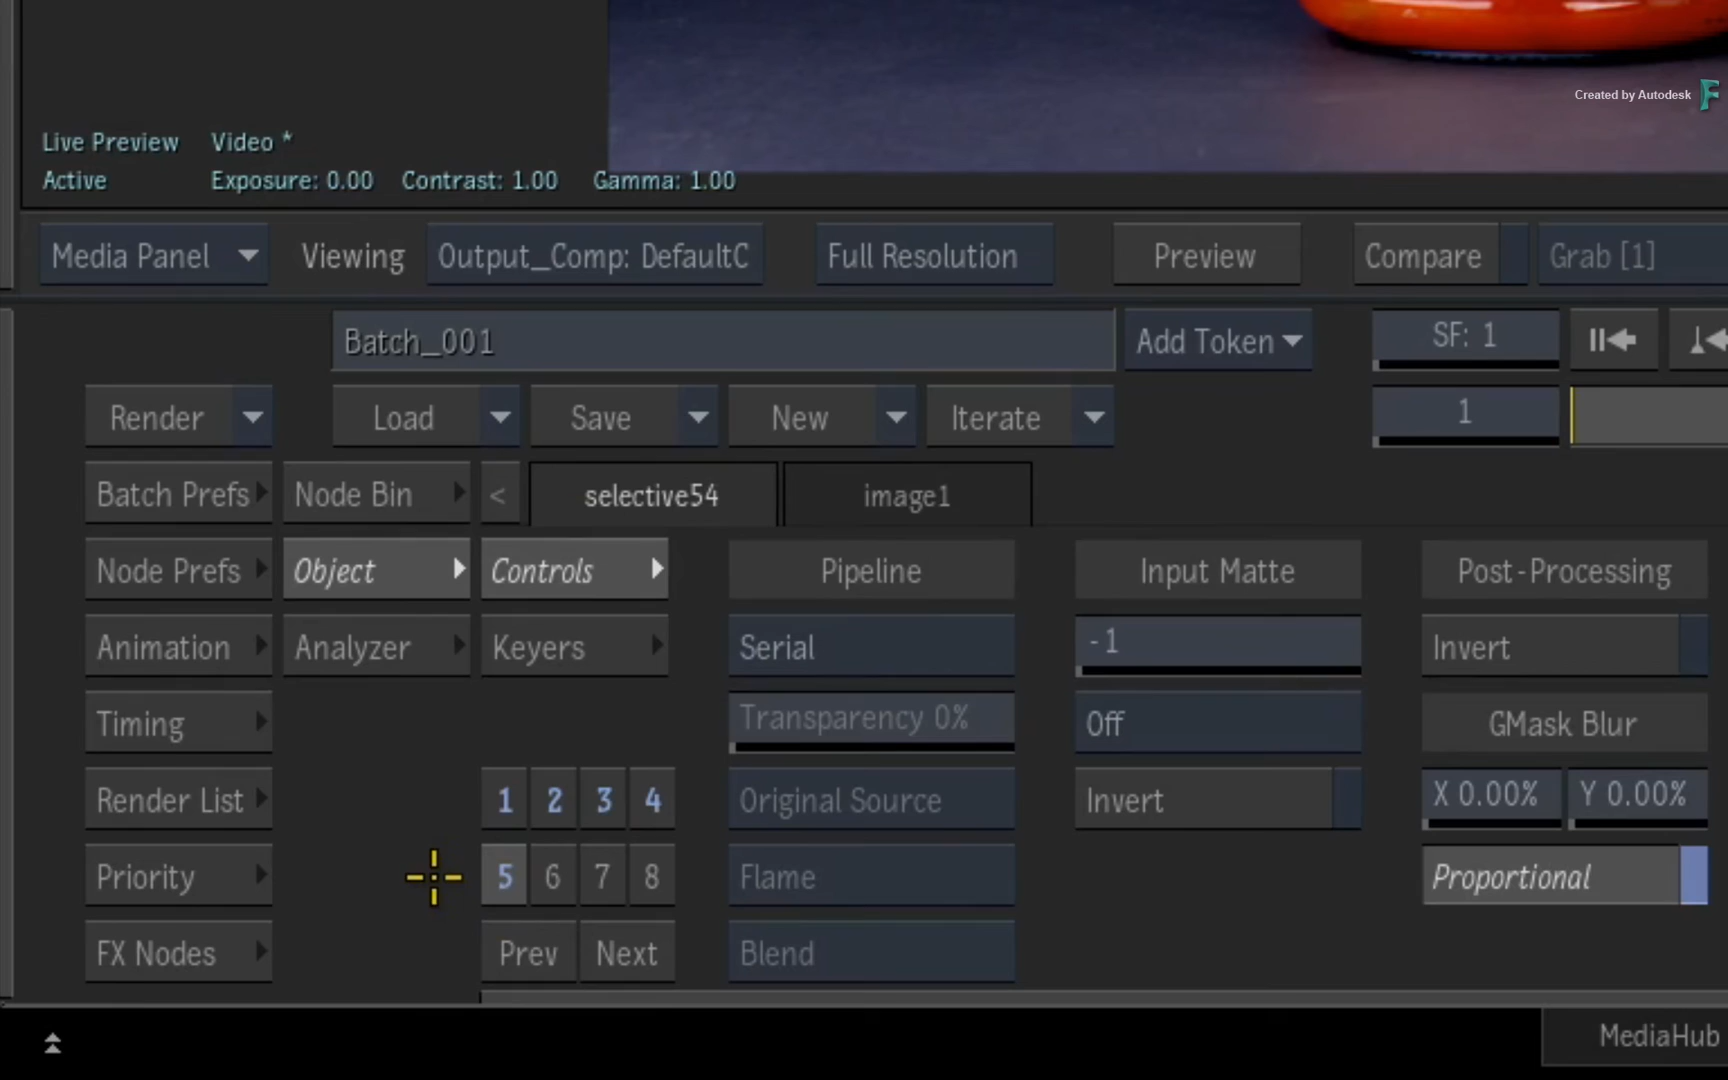 Created by Autodesk
Live Preview Video *
Active Exposure: 0.00 Contrast: 1.00 Gamma: 1.00
Media Panel Viewing Output_Comp: DefaultC Full Resolution Preview Compare Grab [1]
Batch_001 Add Token SF: 1
Render Load Save New Iterate 1
Batch Prefs Node Bin < selective54 image1
Node Prefs Object Controls Pipeline Input Matte Post-Processing
Animation Analyzer Keyers Serial -1 Invert
Timing Transparency 0% Off GMask Blur
Render List 1 2 3 4 Original Source Invert X 0.00% Y 0.00%
Priority 5 6 7 8 Flame Proportional
FX Nodes Prev Next Blend
MediaHub